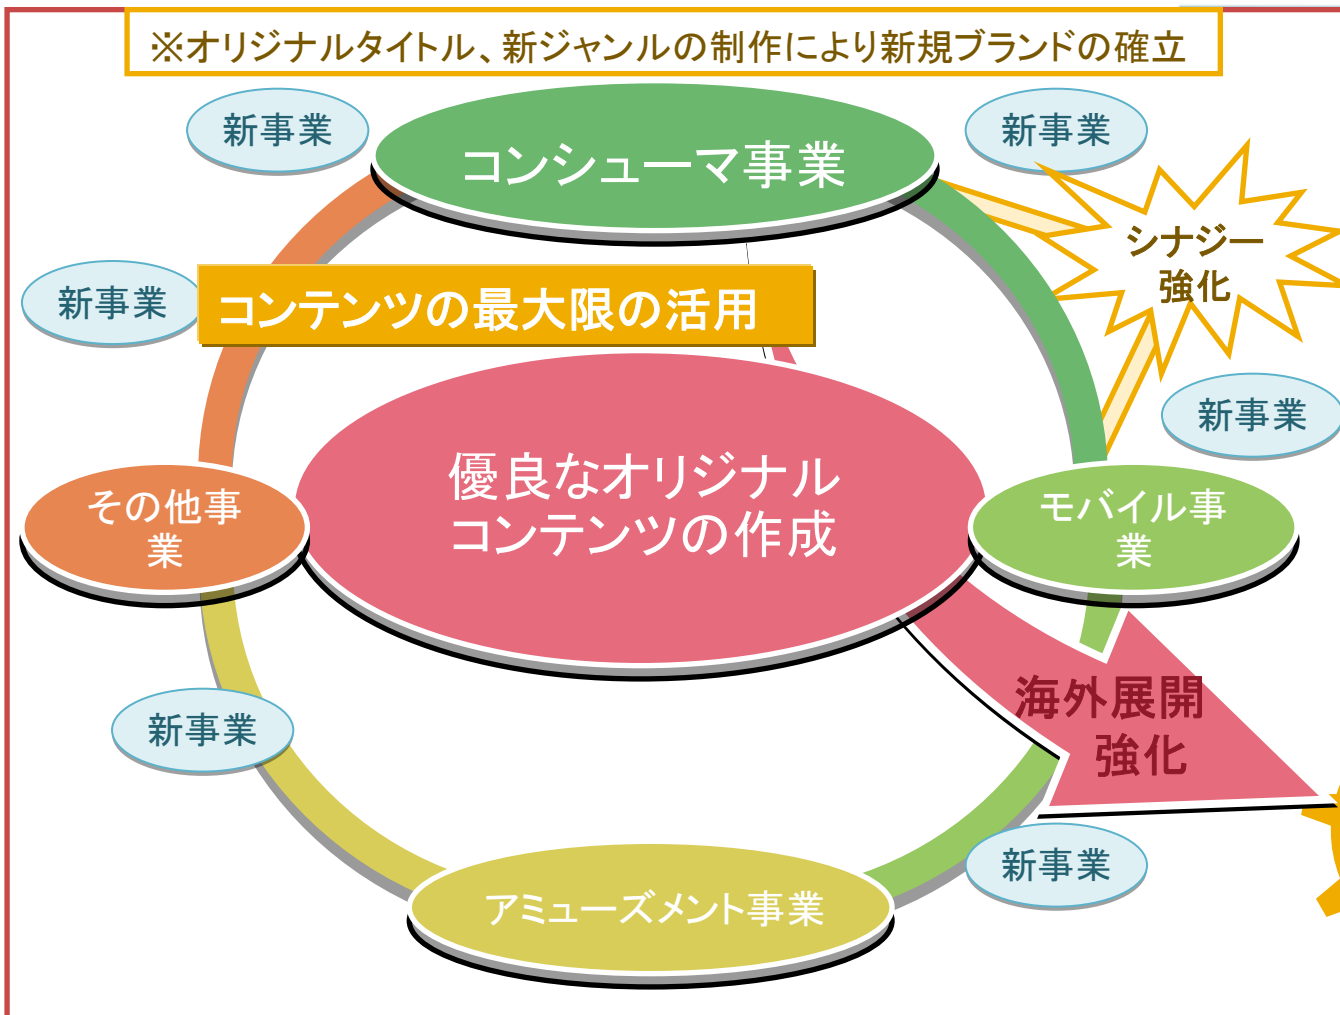 ※オリジナルタイトル、新ジャンルの制作により新規ブランドの確立
新事業
新事業
コンシューマ事業
シナジー
強化
新事業
コンテンツの最大限の活用
新事業
優良なオリジナル
コンテンツの作成
その他事
業
モバイル事
業
海外展開
強化
新事業
新事業
アミューズメント事業